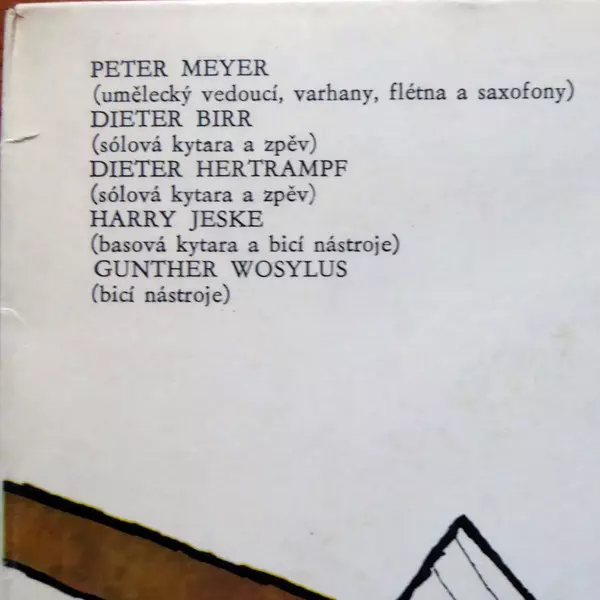 PETER MEYER
(umělecký vedoucí, varhany, flétna a saxofony)
DIETER BIRR
(sólová kytara a zpěv)
DIETER HERTRAMPF
(sólová kytara a zpěv)
HARRY JESKE
(basová kytara a bicí nástroje)
GUNTHER WOSYLUS
(bicí nástroje)